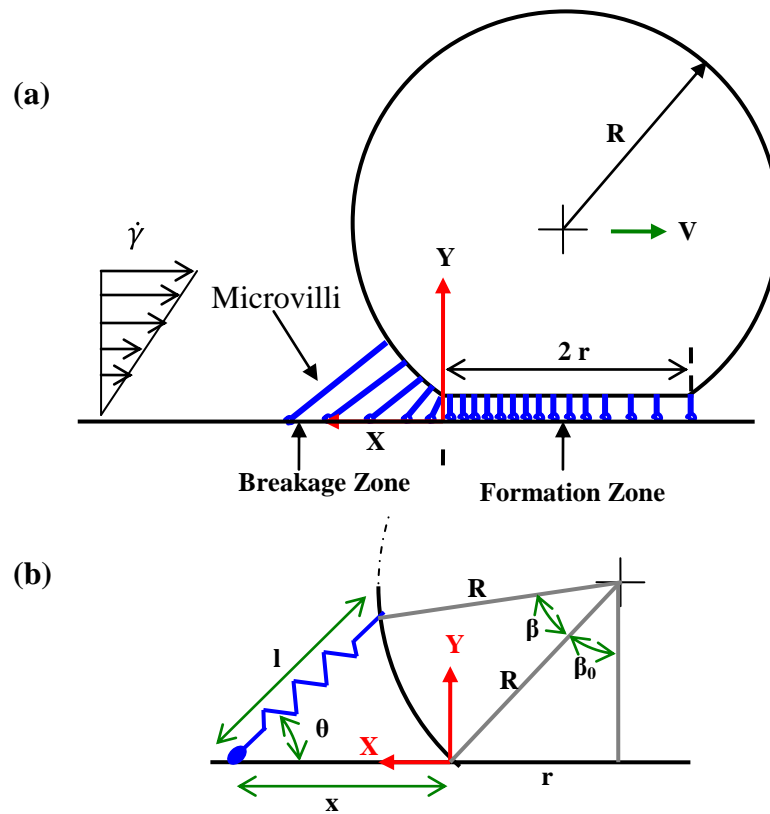 (a)
R
V
γ̇
Y
Microvilli
2 r
X
Breakage Zone
Formation Zone
(b)
R
β
β₀
l
Y
R
θ
X
x
r